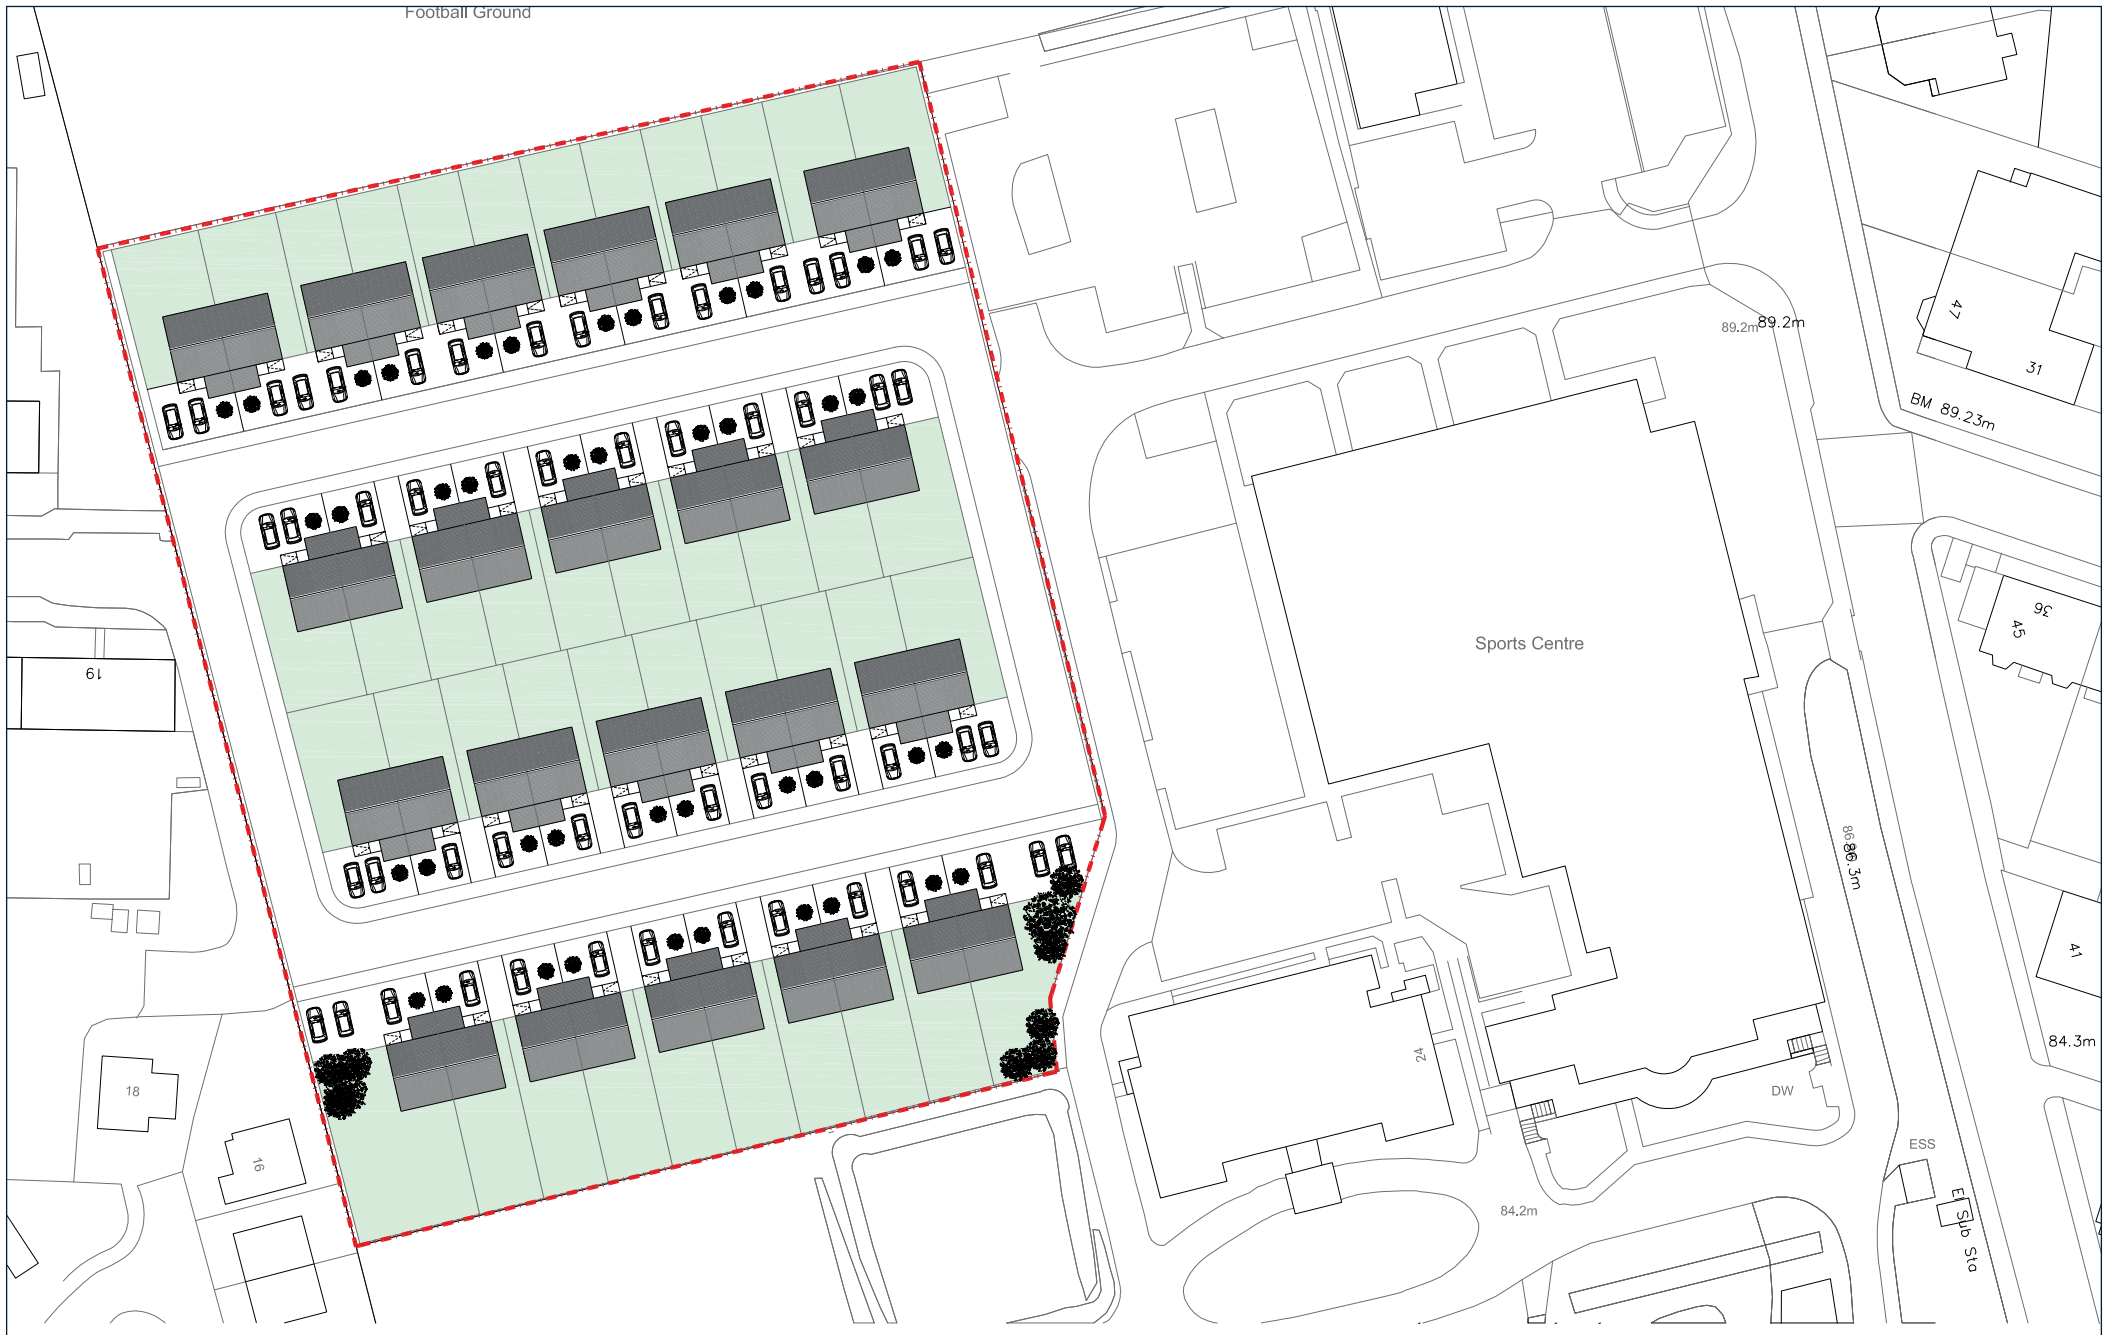 Football Ground
89.2m
89.2m
47
31
BM 89.23m
36
45
Sports Centre
19
86.3m
41
84.3m
24
18
DW
16
ESS
84.2m
El Sub Sta